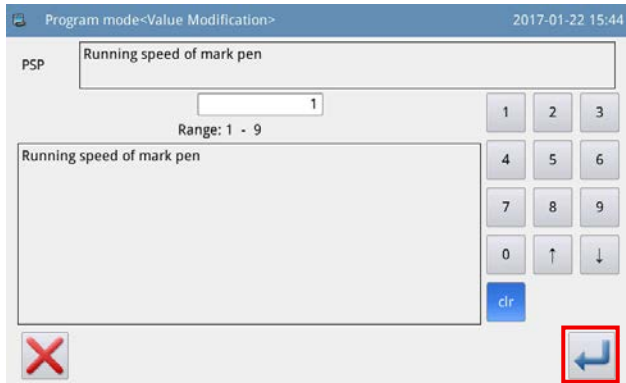 Program mode<Value Modification> 2017-01-22 15:44
PSP Running speed of mark pen
1
Range: 1 - 9
Running speed of mark pen
1 2 3
4 5 6
7 8 9
0 ↑ ↓
clr